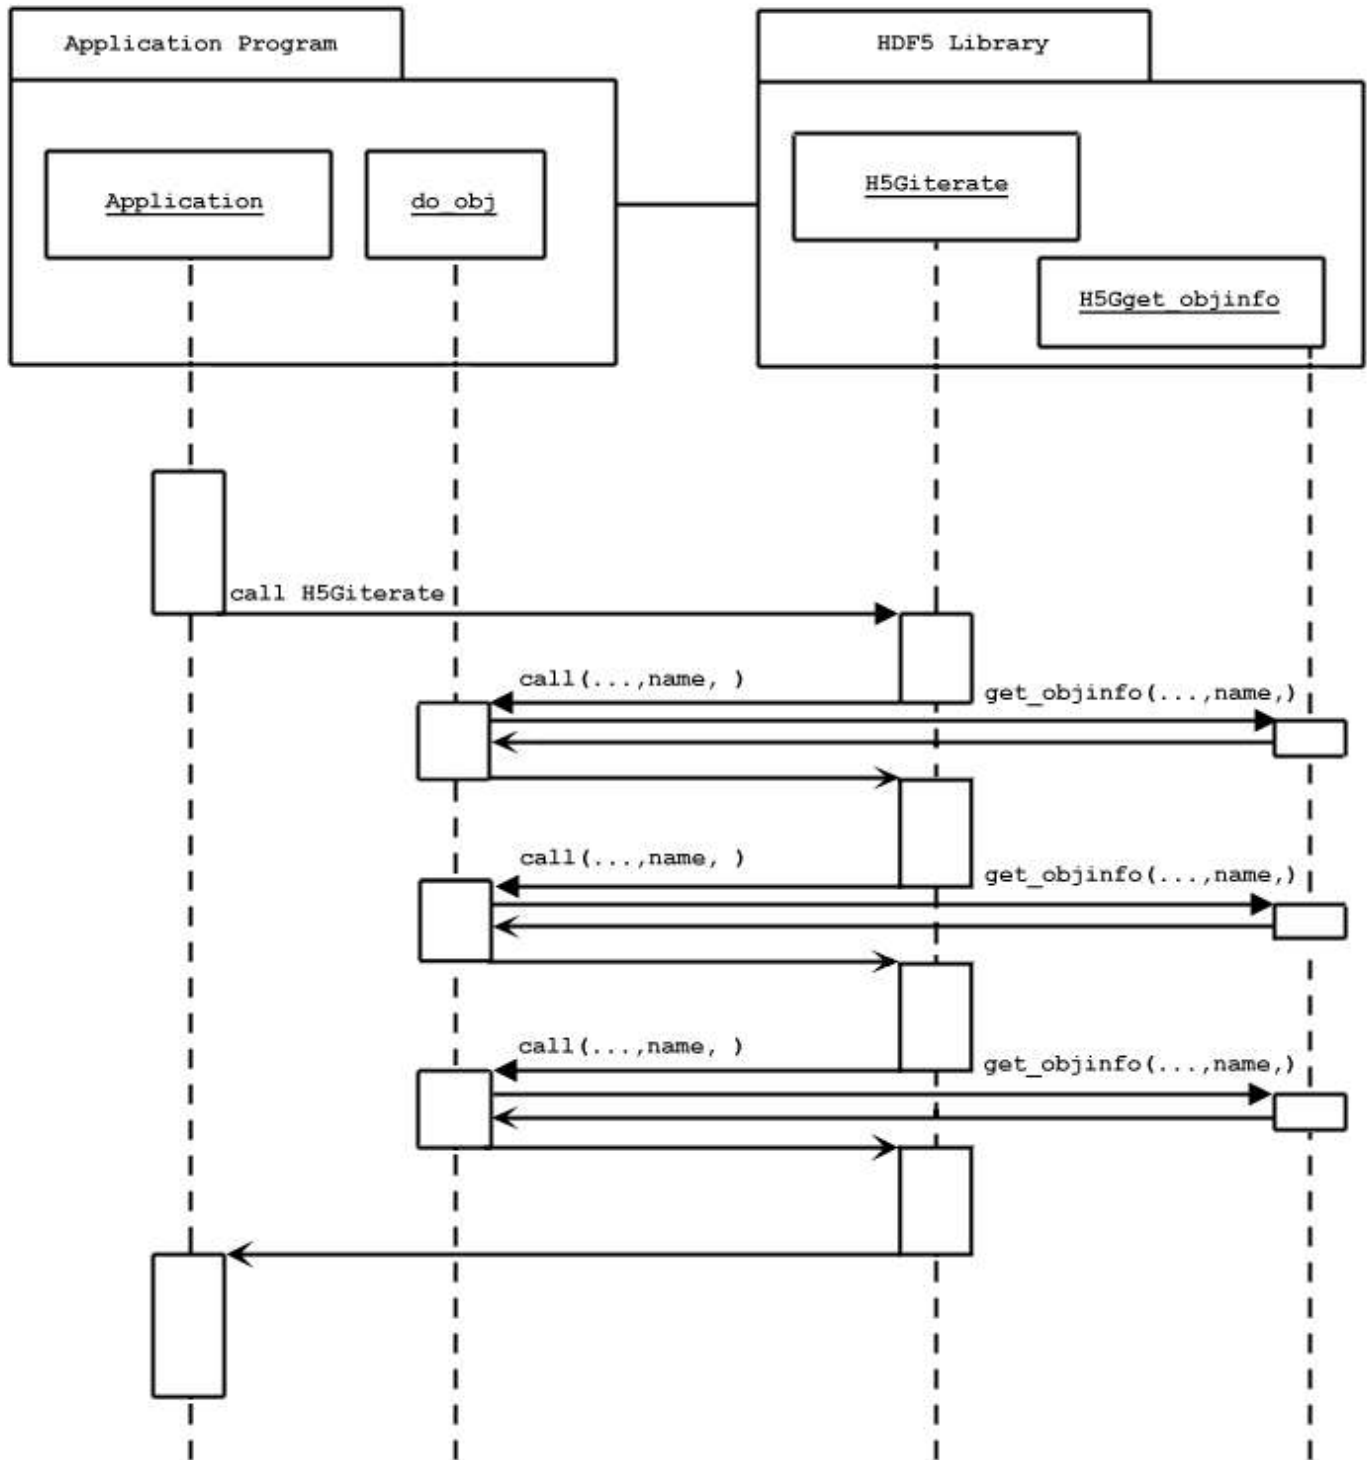 Application Program
HDF5 Library
Application
do_obj
H5Giterate
H5Gget_objinfo
call H5Giterate
call(...,name, )
get_objinfo(...,name,)
call(...,name, )
get_objinfo(...,name,)
call(...,name, )
get_objinfo(...,name,)